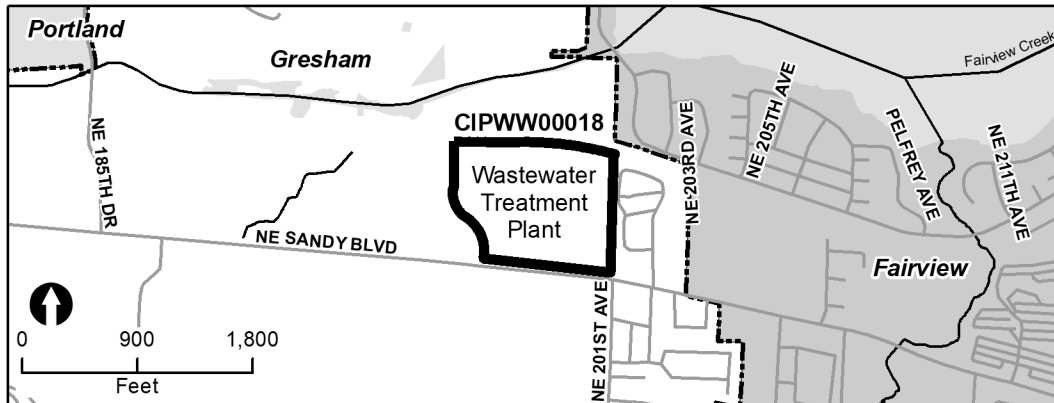 Portland
Gresham
Fairview Creek
CIPWW00018
NE 185TH DR
NE 203RD AVE
NE 205TH AVE
PELFREY AVE
NE 211TH AVE
Wastewater
Treatment
Plant
NE SANDY BLVD
Fairview
NE 201ST AVE
0 900 1,800
Feet